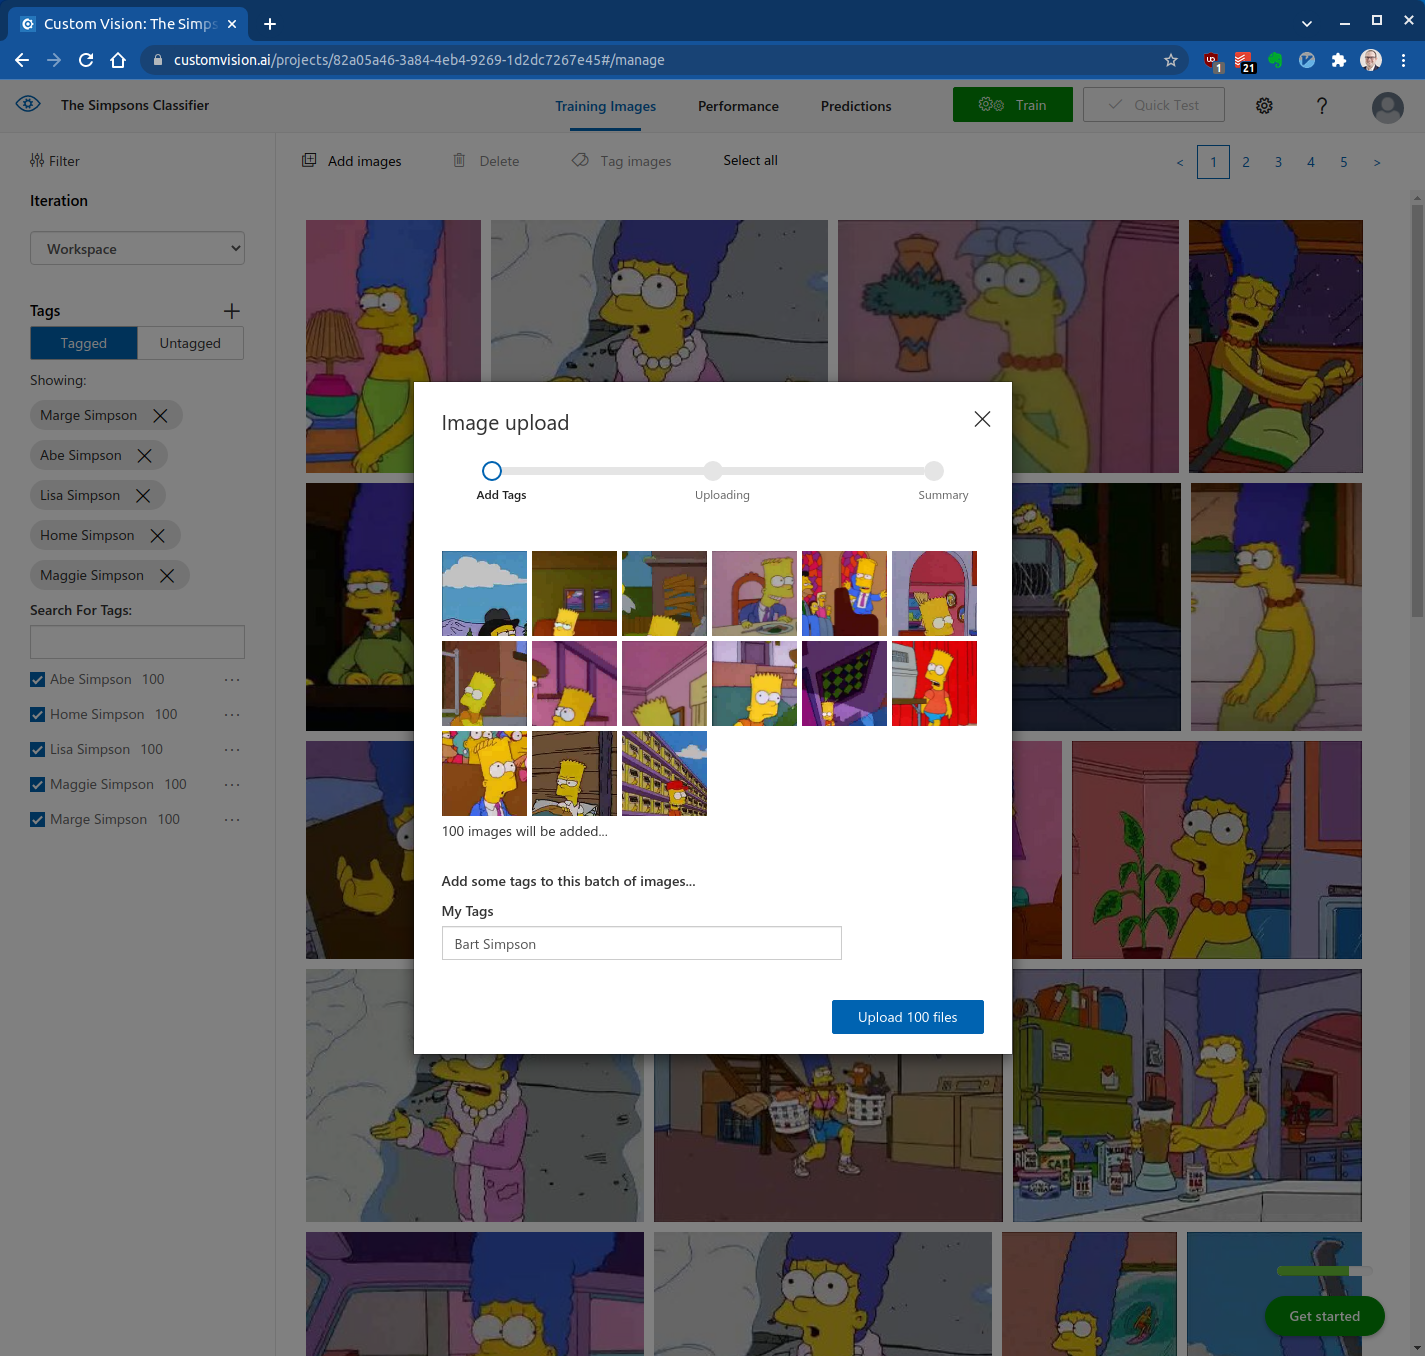 Custom Vision: The Simps
customvision.ai/projects/82a05a46-3a84-4eb4-9269-1d2dc7267e45#/manage
1
21
The Simpsons Classifier
Training Images
Performance
Predictions
Train
Quick Test
?
Filter
Add images
Delete
Tag images
Select all
< 1 2 3 4 5 >
Iteration
Workspace
Tags
Tagged
Untagged
Showing:
Marge Simpson
Abe Simpson
Lisa Simpson
Home Simpson
Maggie Simpson
Search For Tags:
Abe Simpson 100 ...
Home Simpson 100 ...
Lisa Simpson 100 ...
Maggie Simpson 100 ...
Marge Simpson 100 ...
Image upload
Add Tags
Uploading
Summary
100 images will be added...
Add some tags to this batch of images...
My Tags
Bart Simpson
Upload 100 files
Get started